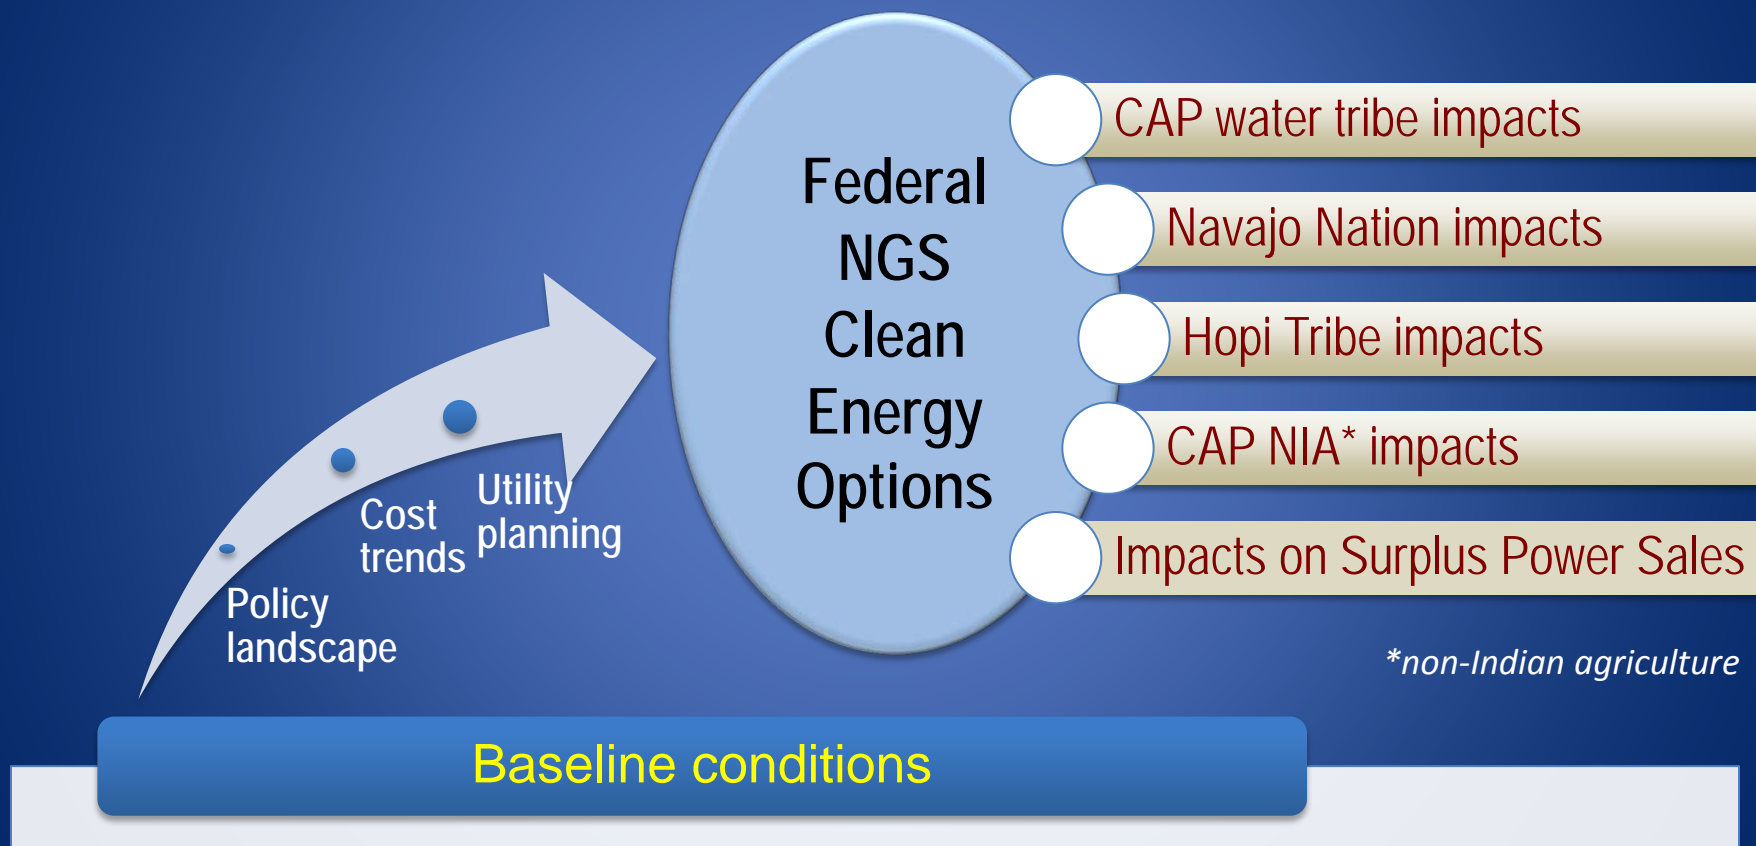 Federal
NGS
Clean
Energy
Options
CAP water tribe impacts
Navajo Nation impacts
Hopi Tribe impacts
CAP NIA* impacts
Impacts on Surplus Power Sales
*non-Indian agriculture
Policy
landscape
Cost
trends
Utility
planning
Baseline conditions